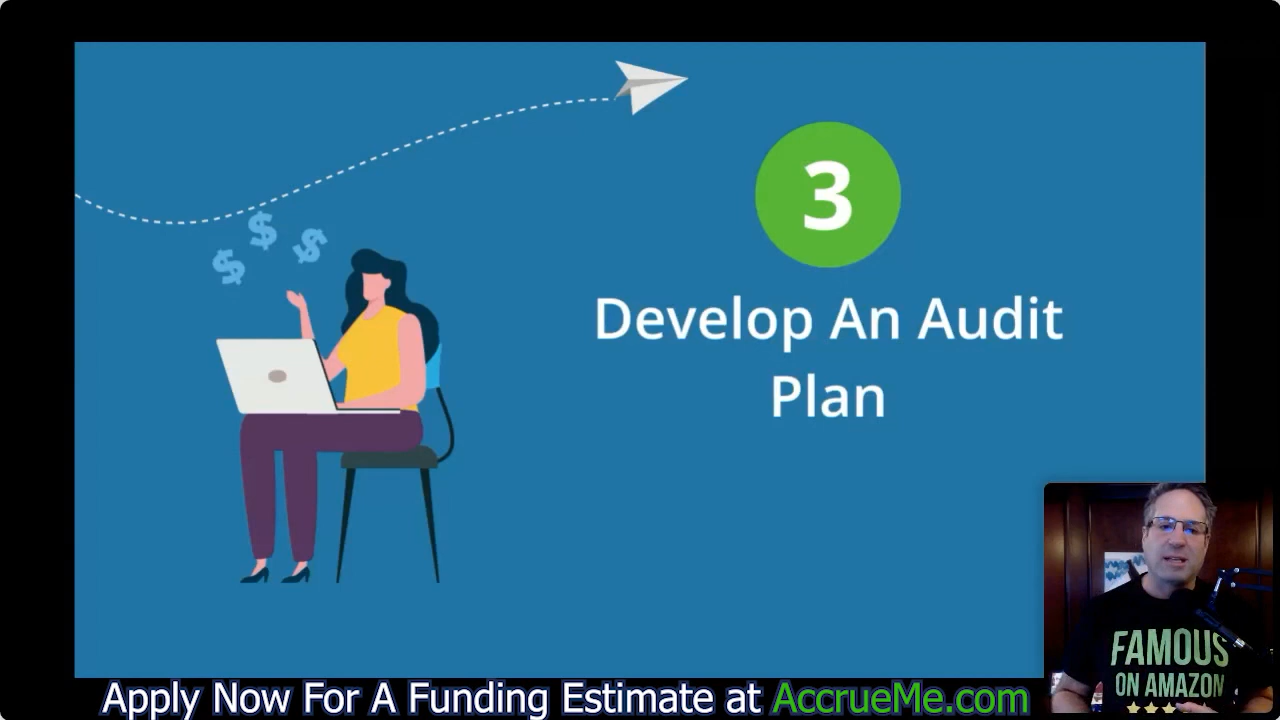 $ $ $
3
Develop An Audit
Plan
FAMOUS
ON AMAZON
Apply Now For A Funding Estimate at AccrueMe.com